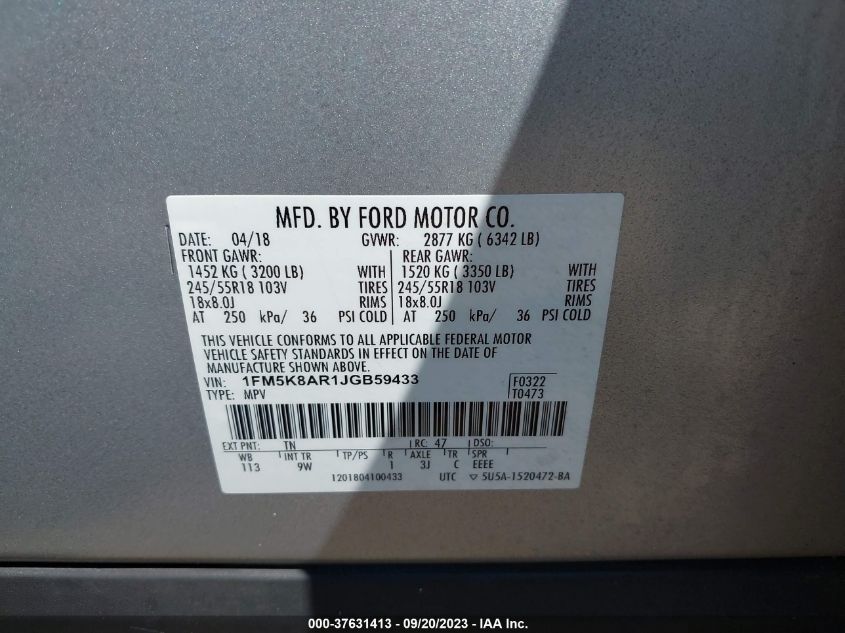 MFD. BY FORD MOTOR CO.
DATE: 04/18 GVWR: 2877 KG ( 6342 LB)
FRONT GAWR: REAR GAWR:
1452 KG ( 3200 LB) WITH 1520 KG ( 3350 LB) WITH
245/55R18 103V TIRES 245/55R18 103V TIRES
18x8.0J RIMS 18x8.0J RIMS
AT 250 kPa/ 36 PSI COLD AT 250 kPa/ 36 PSI COLD
THIS VEHICLE CONFORMS TO ALL APPLICABLE FEDERAL MOTOR
VEHICLE SAFETY STANDARDS IN EFFECT ON THE DATE OF
MANUFACTURE SHOWN ABOVE.
VIN: 1FM5K8AR1JGB59433 F0322
TYPE: MPV T0473
EXT PNT: TN RC: 47 DSO:
WB INT TR TP/PS R AXLE TR SPR
113 9W 1 3J C EEEE
1201804100433 UTC ▽ 5U5A-1520472-BA
000-37631413 - 09/20/2023 - IAA Inc.